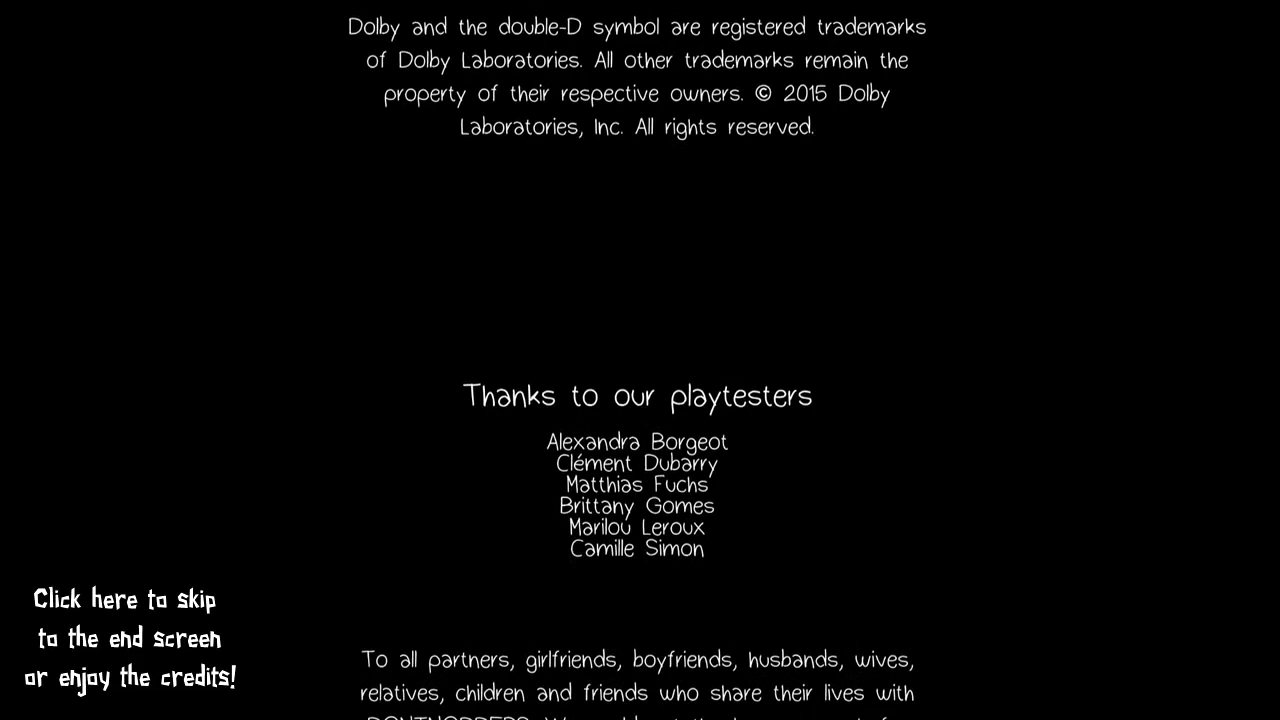 Dolby and the double-D symbol are registered trademarks
of Dolby Laboratories. All other trademarks remain the
property of their respective owners. © 2015 Dolby
Laboratories, Inc. All rights reserved.
Thanks to our playtesters
Alexandra Borgeot
Clément Dubarry
Matthias Fuchs
Brittany Gomes
Marilou Leroux
Camille Simon
Click here to skip
to the end screen
or enjoy the credits!
To all partners, girlfriends, boyfriends, husbands, wives,
relatives, children and friends who share their lives with